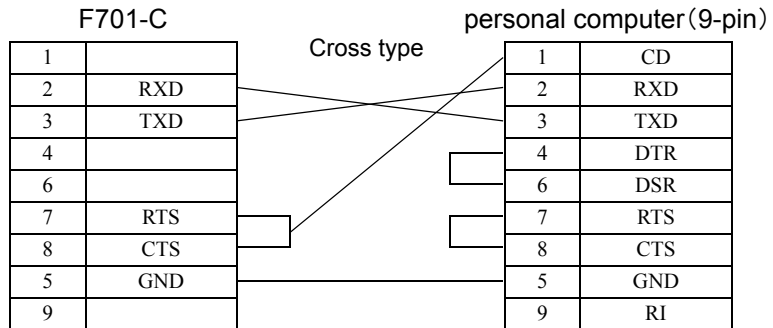 F701-C
Cross type
personal computer（9-pin）
1
1 CD
2 RXD
2 RXD
3 TXD
3 TXD
4
4 DTR
6
6 DSR
7 RTS
7 RTS
8 CTS
8 CTS
5 GND
5 GND
9
9 RI